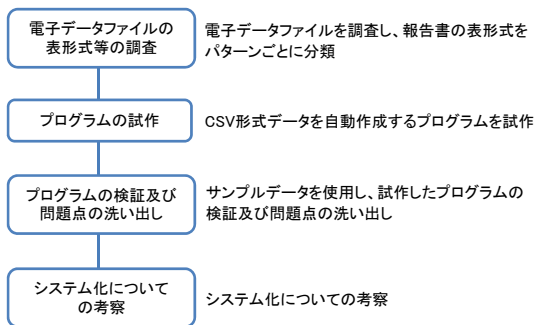 電子データファイルの
表形式等の調査
電子データファイルを調査し、報告書の表形式を
パターンごとに分類
プログラムの試作
CSV形式データを自動作成するプログラムを試作
プログラムの検証及び
問題点の洗い出し
サンプルデータを使用し、試作したプログラムの
検証及び問題点の洗い出し
システム化について
の考察
システム化についての考察